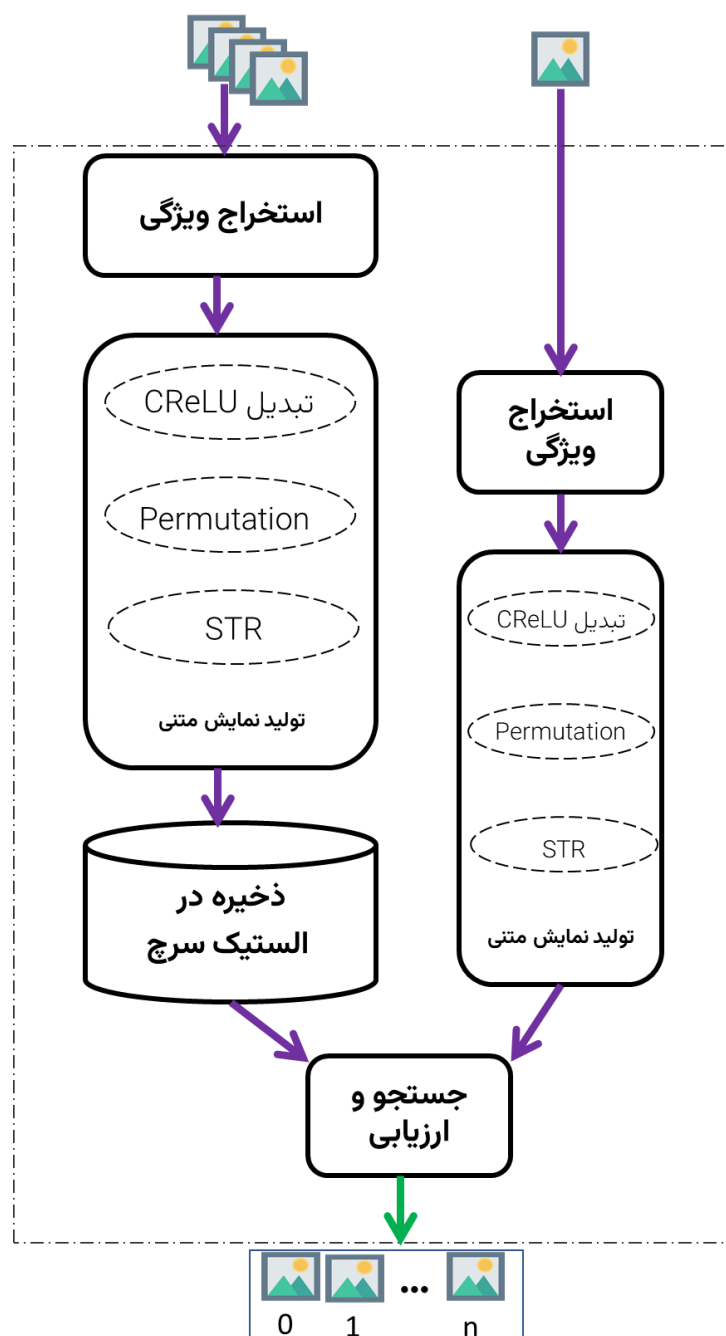 استخراج ویژگی
تبدیل CReLU
Permutation
STR
تولید نمایش متنی
ذخیره در
الستیک سرچ
استخراج
ویژگی
تبدیل CReLU
Permutation
STR
تولید نمایش متنی
جستجو و
ارزیابی
...
0 1 n